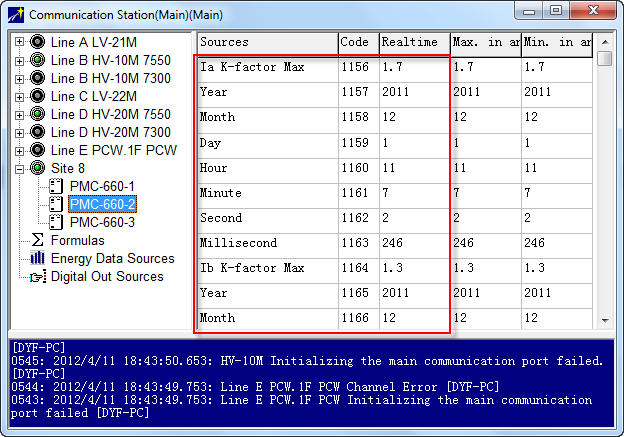 Communication Station(Main)(Main)
Line A LV-21M
Line B HV-10M 7550
Line B HV-10M 7300
Line C LV-22M
Line D HV-20M 7550
Line D HV-20M 7300
Line E PCW.1F PCW
Site 8
PMC-660-1
PMC-660-2
PMC-660-3
Formulas
Energy Data Sources
Digital Out Sources
Sources Code Realtime Max. in an Min. in an
Ia K-factor Max 1156 1.7 1.7 1.7
Year 1157 2011 2011 2011
Month 1158 12 12 12
Day 1159 1 1 1
Hour 1160 11 11 11
Minute 1161 7 7 7
Second 1162 2 2 2
Millisecond 1163 246 246 246
Ib K-factor Max 1164 1.3 1.3 1.3
Year 1165 2011 2011 2011
Month 1166 12 12 12
[DYF-PC]
0545: 2012/4/11 18:43:50.653: HV-10M Initializing the main communication port failed.
[DYF-PC]
0544: 2012/4/11 18:43:49.753: Line E PCW.1F PCW Channel Error [DYF-PC]
0543: 2012/4/11 18:43:49.753: Line E PCW.1F PCW Initializing the main communication
port failed [DYF-PC]